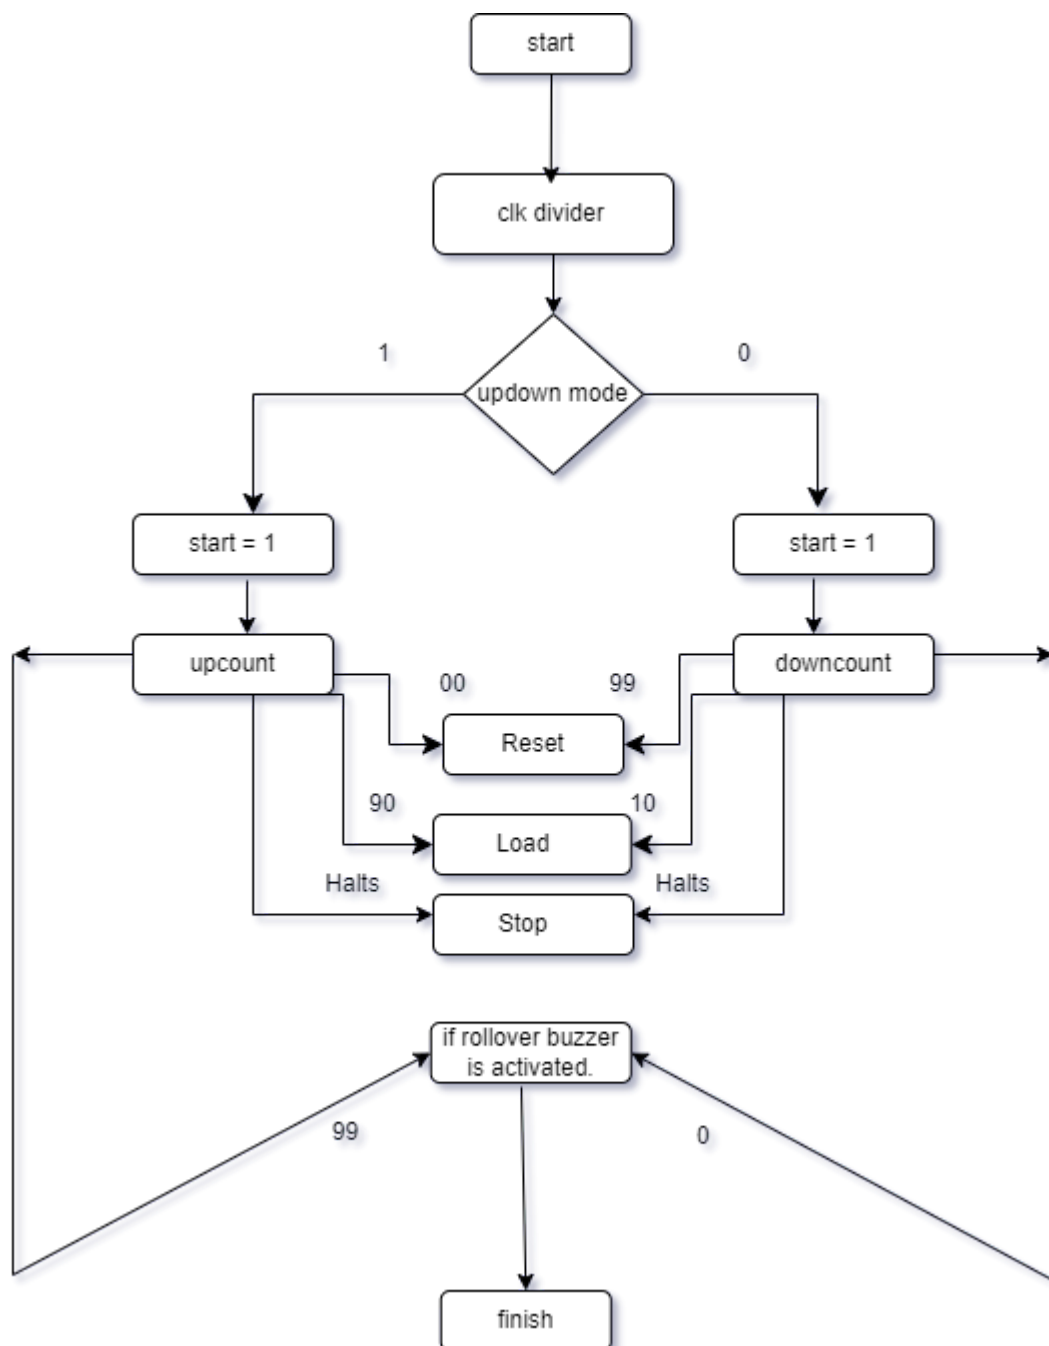 start
clk divider
1
0
updown mode
start = 1
start = 1
upcount
downcount
00
99
Reset
90
10
Load
Halts
Halts
Stop
if rollover buzzer
is activated.
99
0
finish